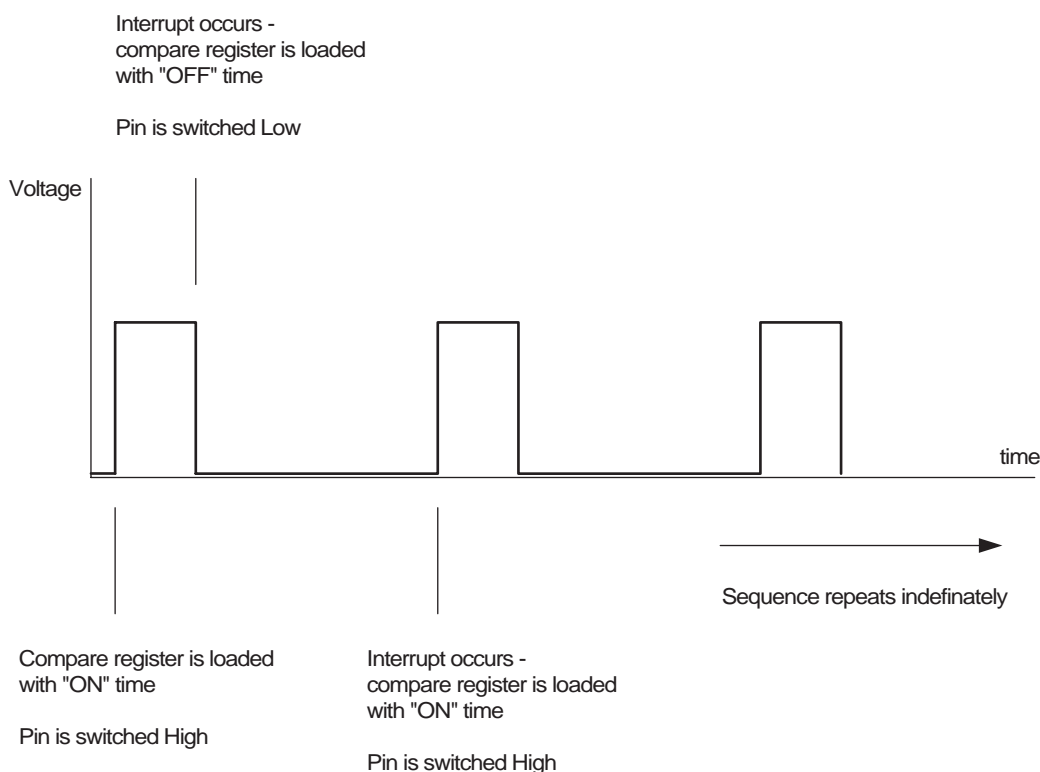 Interrupt occurs -
compare register is loaded
with "OFF" time
Pin is switched Low
Voltage
time
Sequence repeats indefinately
Compare register is loaded
with "ON" time
Pin is switched High
Interrupt occurs -
compare register is loaded
with "ON" time
Pin is switched High